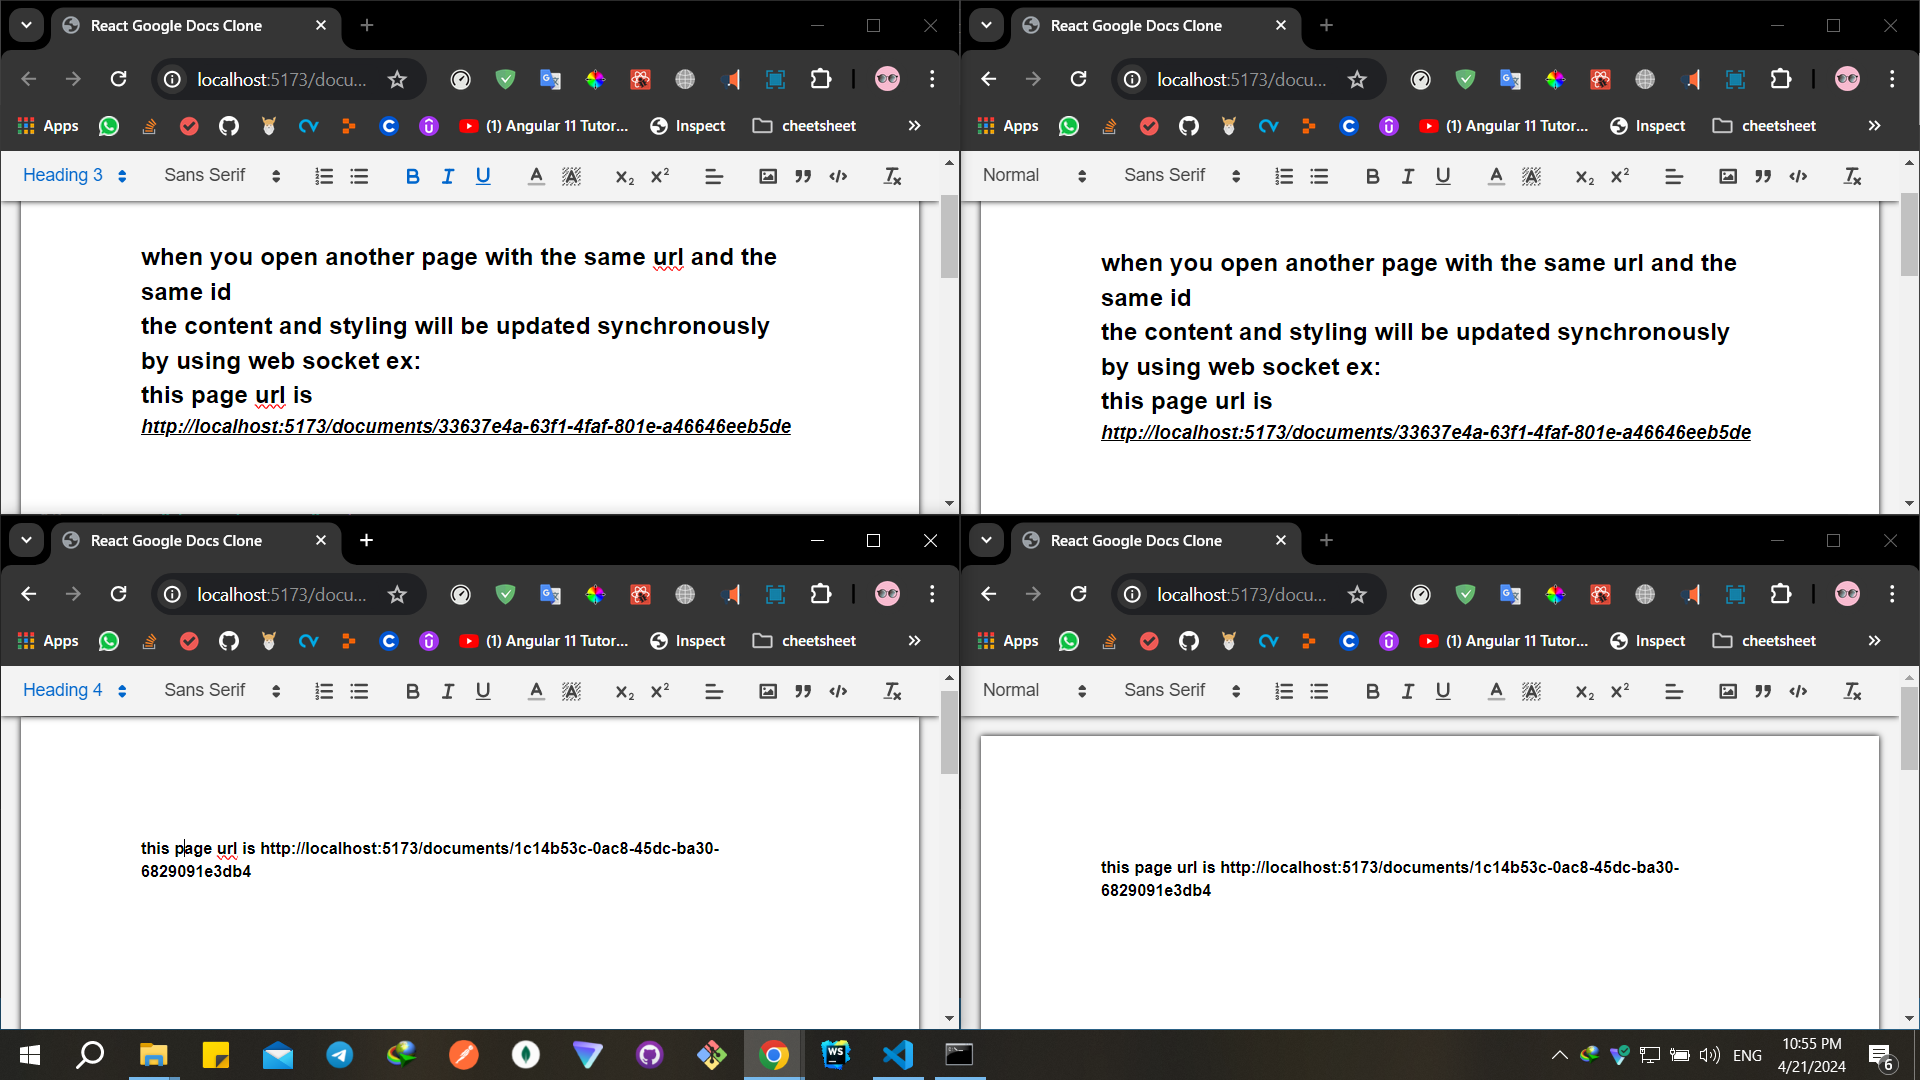 React Google Docs Clone
localhost:5173/docu...
Apps
(1) Angular 11 Tutor...
Inspect
cheetsheet
Heading 3
Sans Serif
when you open another page with the same url and the
same id
the content and styling will be updated synchronously
by using web socket ex:
this page url is
http://localhost:5173/documents/33637e4a-63f1-4faf-801e-a46646eeb5de
React Google Docs Clone
localhost:5173/docu...
Apps
(1) Angular 11 Tutor...
Inspect
cheetsheet
Normal
Sans Serif
when you open another page with the same url and the
same id
the content and styling will be updated synchronously
by using web socket ex:
this page url is
http://localhost:5173/documents/33637e4a-63f1-4faf-801e-a46646eeb5de
React Google Docs Clone
localhost:5173/docu...
Apps
(1) Angular 11 Tutor...
Inspect
cheetsheet
Heading 4
Sans Serif
this page url is http://localhost:5173/documents/1c14b53c-0ac8-45dc-ba30-
6829091e3db4
React Google Docs Clone
localhost:5173/docu...
Apps
(1) Angular 11 Tutor...
Inspect
cheetsheet
Normal
Sans Serif
this page url is http://localhost:5173/documents/1c14b53c-0ac8-45dc-ba30-
6829091e3db4
WS
ENG
10:55 PM
4/21/2024
6